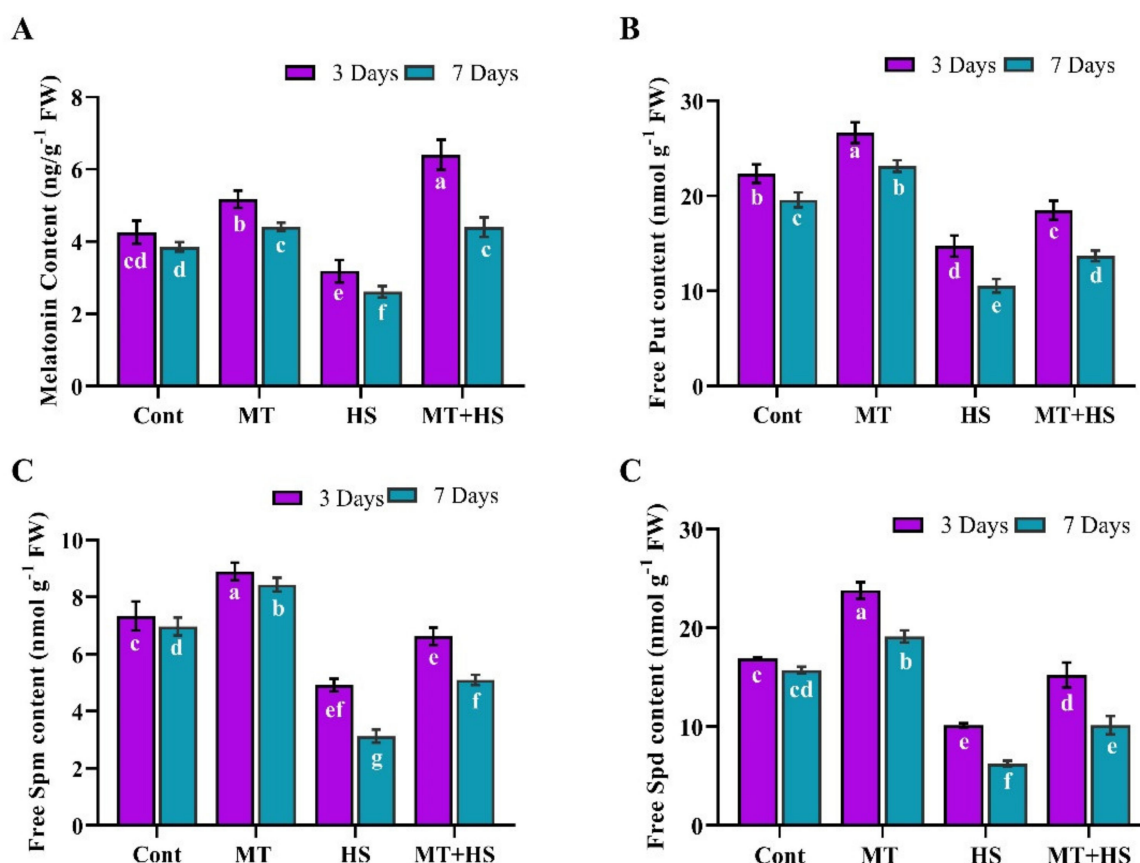 A
3 Days 7 Days
Melatonin Content (ng/g⁻¹ FW)
8
6
4
2
0
cd d b c e f a c
Cont MT HS MT+HS
B
3 Days 7 Days
Free Put content (nmol g⁻¹ FW)
30
20
10
0
b c a b d e c d
Cont MT HS MT+HS
C
3 Days 7 Days
Free Spm content (nmol g⁻¹ FW)
10
8
6
4
2
0
c d a b ef g e f
Cont MT HS MT+HS
C
3 Days 7 Days
Free Spd content (nmol g⁻¹ FW)
30
20
10
0
c cd a b e f d e
Cont MT HS MT+HS